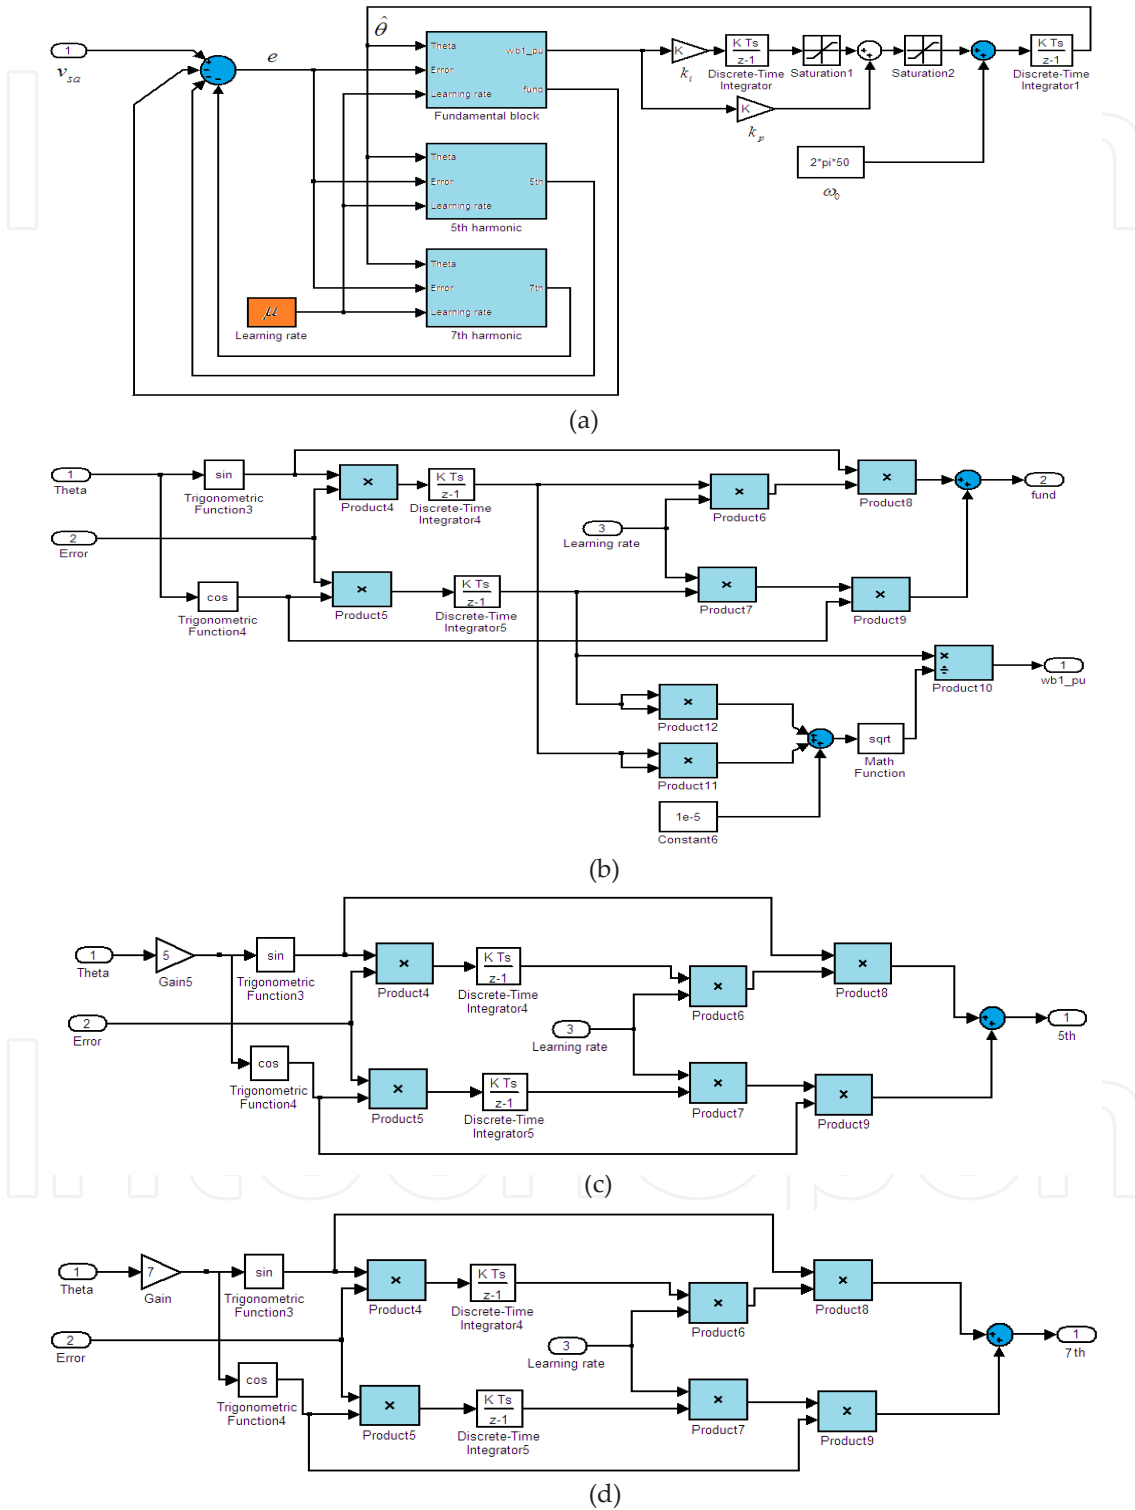 θ̂
1
v_sa
e
Theta
Error
Learning rate
wb1_pu
fund
Fundamental block
K
k_i
K Ts
z-1
Discrete-Time
Integrator
Saturation1
Saturation2
K Ts
z-1
Discrete-Time
Integrator1
K
k_p
2*pi*50
ω_0
Theta
Error
Learning rate
5th
5th harmonic
Theta
Error
Learning rate
7th
7th harmonic
μ
Learning rate
(a)
1
Theta
sin
Trigonometric
Function3
×
Product4
K Ts
z-1
Discrete-Time
Integrator4
×
Product6
×
Product8
2
fund
2
Error
3
Learning rate
cos
Trigonometric
Function4
×
Product5
K Ts
z-1
Discrete-Time
Integrator5
×
Product7
×
Product9
×
÷
Product10
1
wb1_pu
×
Product12
×
Product11
sqrt
Math
Function
1e-5
Constant6
(b)
1
Theta
5
Gain5
sin
Trigonometric
Function3
×
Product4
K Ts
z-1
Discrete-Time
Integrator4
×
Product6
×
Product8
2
Error
3
Learning rate
1
5th
cos
Trigonometric
Function4
×
Product5
K Ts
z-1
Discrete-Time
Integrator5
×
Product7
×
Product9
(c)
1
Theta
7
Gain
sin
Trigonometric
Function3
×
Product4
K Ts
z-1
Discrete-Time
Integrator4
×
Product6
×
Product8
2
Error
3
Learning rate
1
7th
cos
Trigonometric
Function4
×
Product5
K Ts
z-1
Discrete-Time
Integrator5
×
Product7
×
Product9
(d)